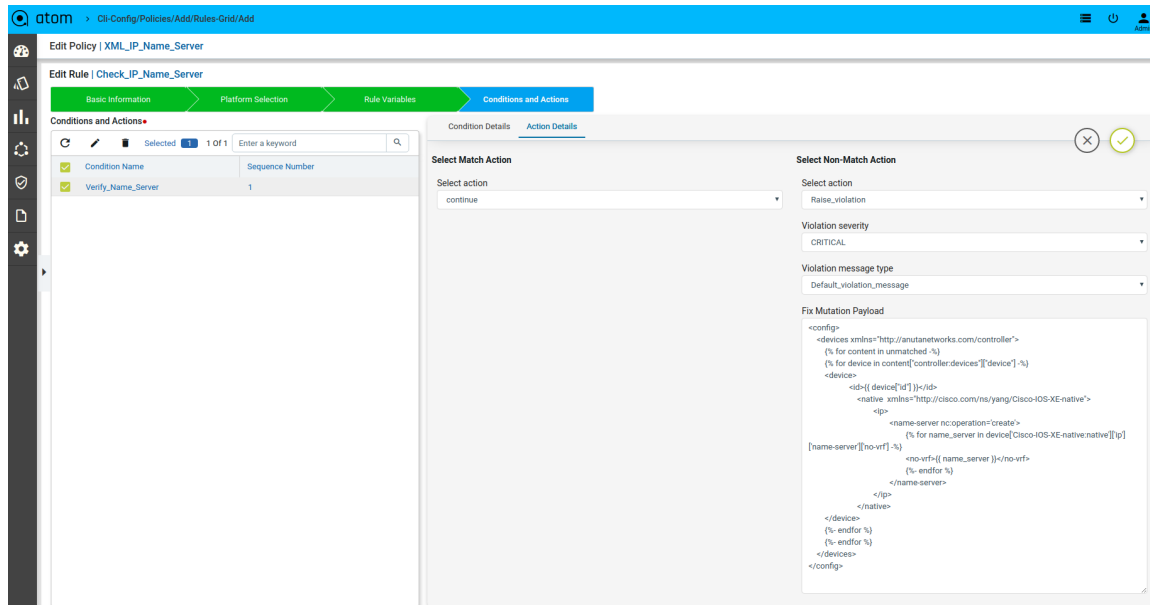 atom > Cli-Config/Policies/Add/Rules-Grid/Add
Admi
Edit Policy | XML_IP_Name_Server
Edit Rule | Check_IP_Name_Server
Basic Information Platform Selection Rule Variables Conditions and Actions
Conditions and Actions
Selected 1 1 Of 1 Enter a keyword
Condition Name Sequence Number
Verify_Name_Server 1
Condition Details Action Details
Select Match Action
Select action
continue
Select Non-Match Action
Select action
Raise_violation
Violation severity
CRITICAL
Violation message type
Default_violation_message
Fix Mutation Payload
<config>
<devices xmlns="http://anutanetworks.com/controller">
{% for content in unmatched -%}
{% for device in content["controller:devices"]["device"] -%}
<device>
<id>{{ device["id"] }}</id>
<native xmlns="http://cisco.com/ns/yang/Cisco-IOS-XE-native">
<ip>
<name-server nc:operation='create'>
{% for name_server in device['Cisco-IOS-XE-native:native']['ip']
['name-server']['no-vrf'] -%}
<no-vrf>{{ name_server }}</no-vrf>
{%- endfor %}
</name-server>
</ip>
</native>
</device>
{%- endfor %}
{%- endfor %}
</devices>
</config>